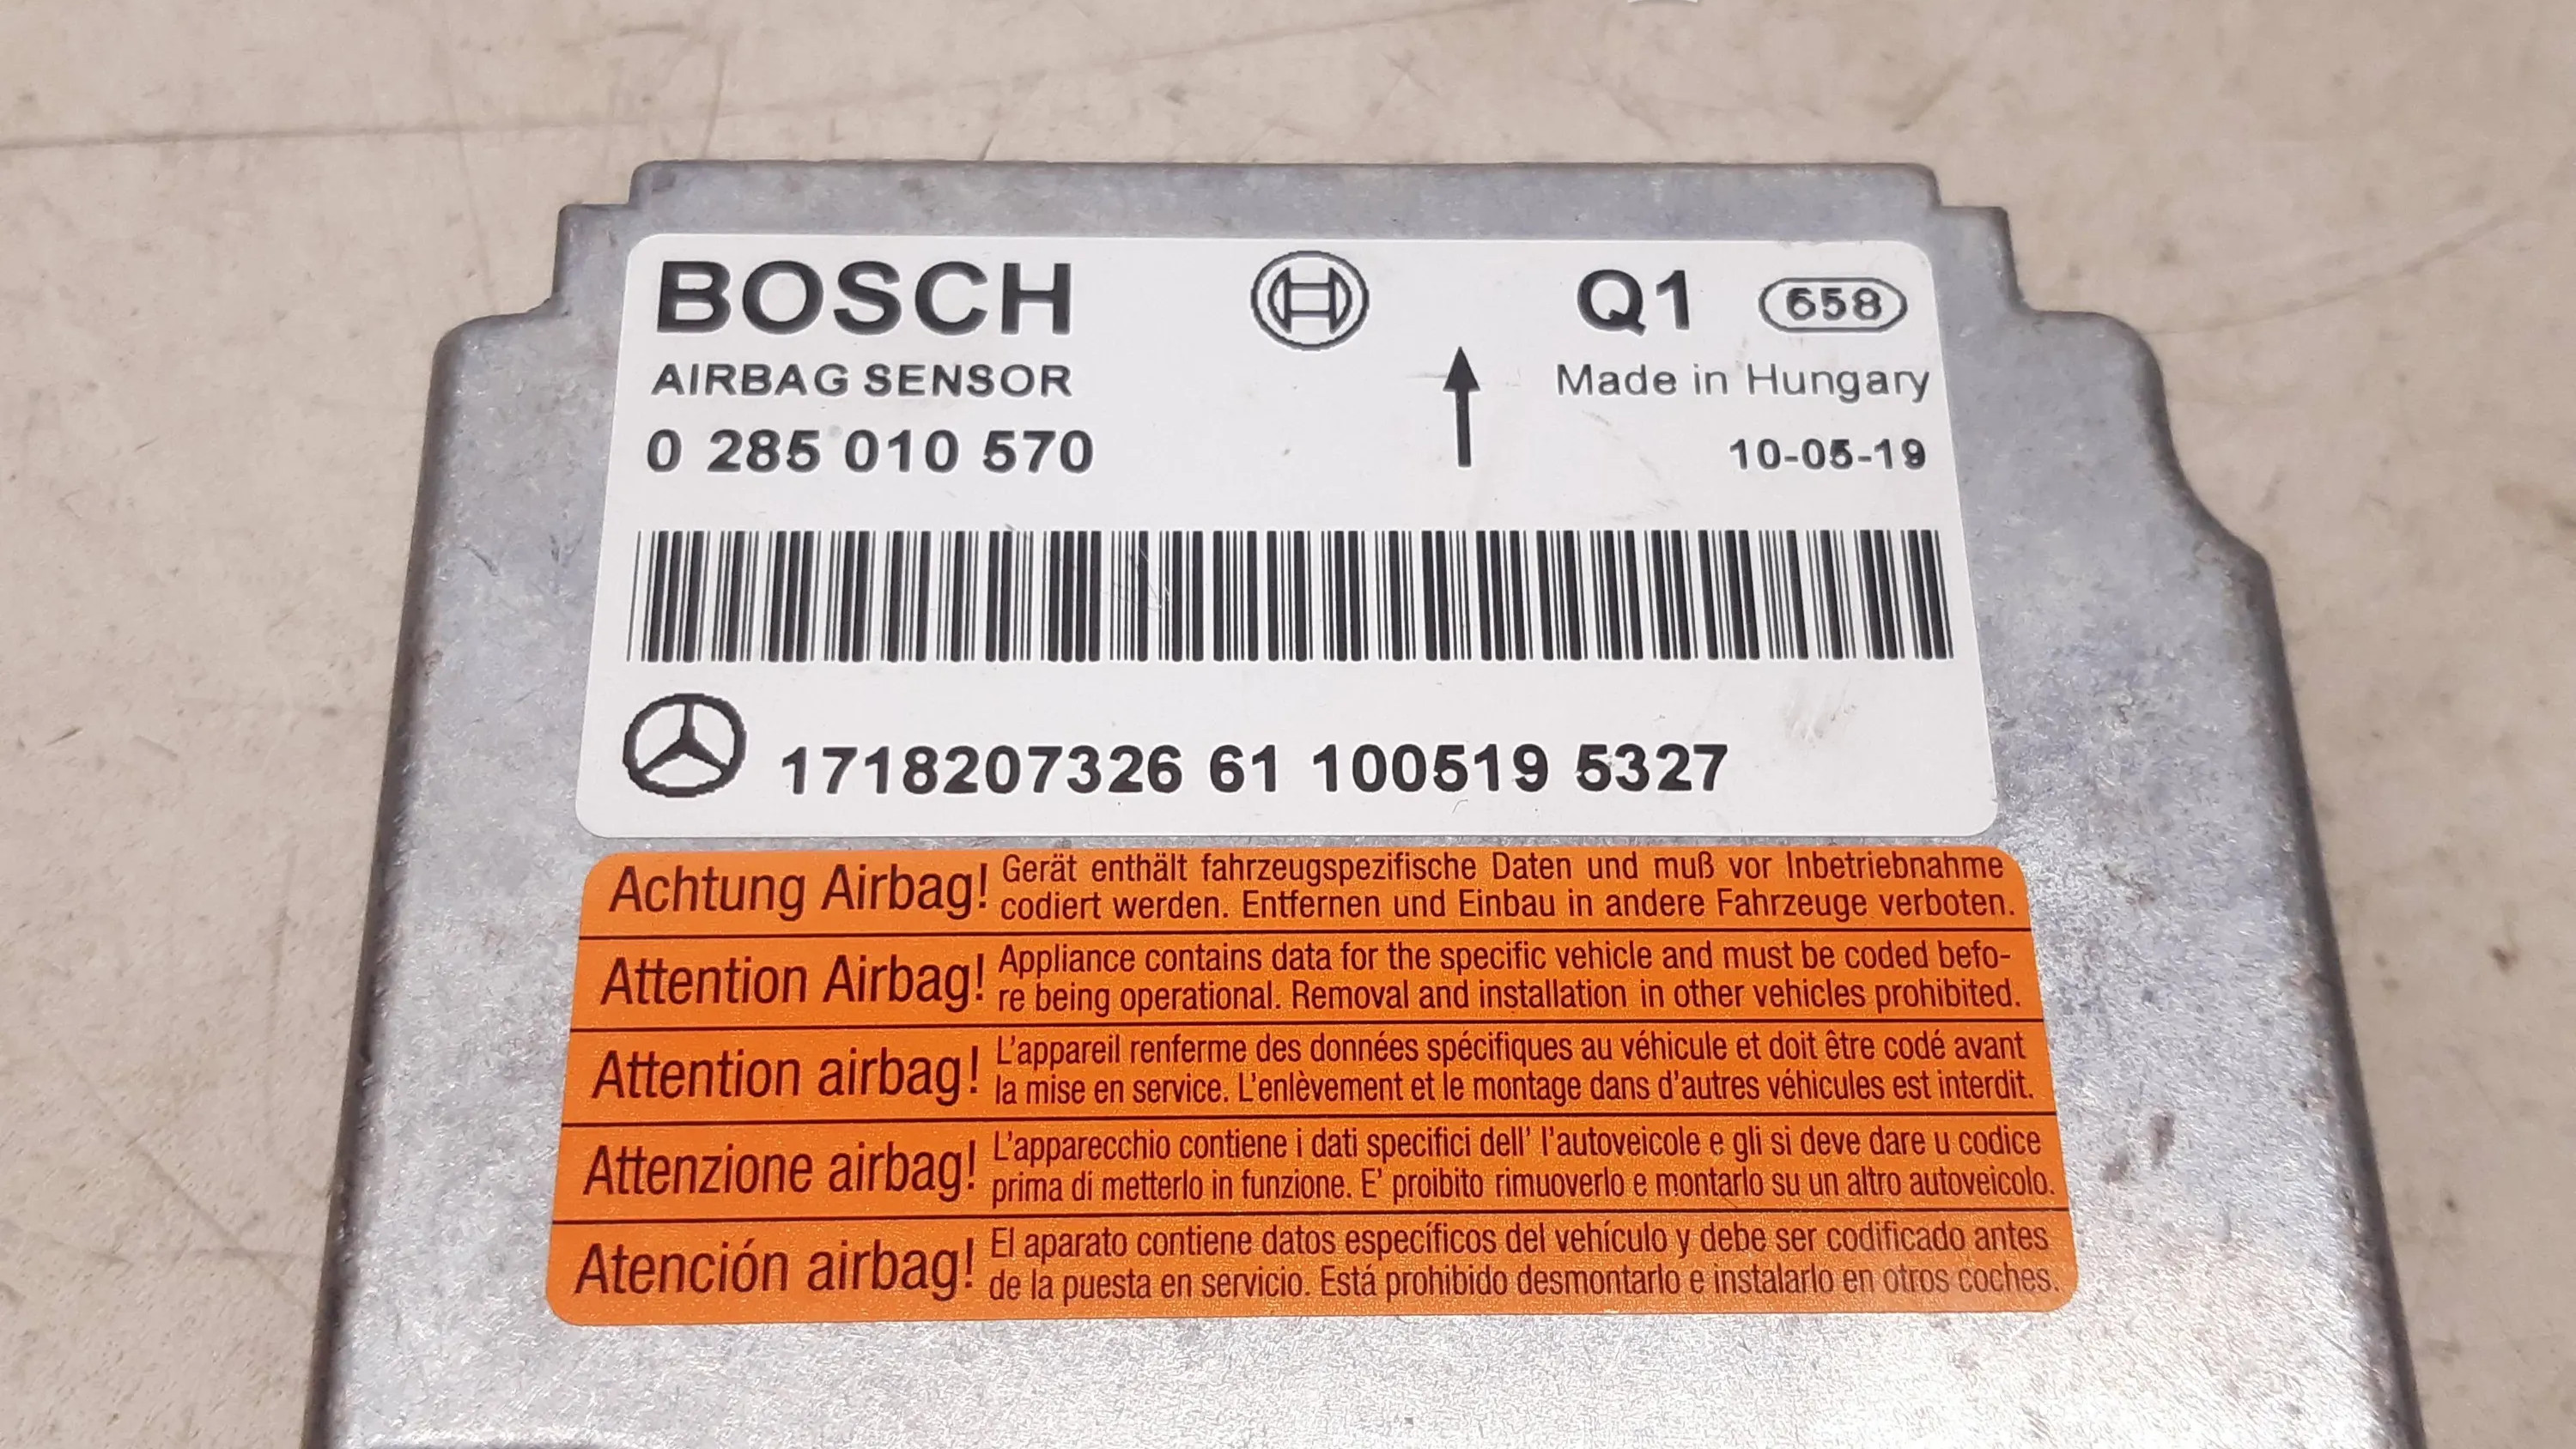 BOSCH Q1 658
AIRBAG SENSOR Made in Hungary
0 285 010 570 10-05-19
1718207326 61 100519 5327
Achtung Airbag! Gerät enthält fahrzeugspezifische Daten und muß vor Inbetriebnahme
codiert werden. Entfernen und Einbau in andere Fahrzeuge verboten.
Attention Airbag! Appliance contains data for the specific vehicle and must be coded befo-
re being operational. Removal and installation in other vehicles prohibited.
Attention airbag! L'appareil renferme des données spécifiques au véhicule et doit être codé avant
la mise en service. L'enlèvement et le montage dans d'autres véhicules est interdit.
Attenzione airbag! L'apparecchio contiene i dati specifici dell' l'autoveicole e gli si deve dare u codice
prima di metterlo in funzione. E' proibito rimuoverlo e montarlo su un altro autoveicolo.
Atención airbag! El aparato contiene datos específicos del vehículo y debe ser codificado antes
de la puesta en servicio. Está prohibido desmontarlo e instalarlo en otros coches.